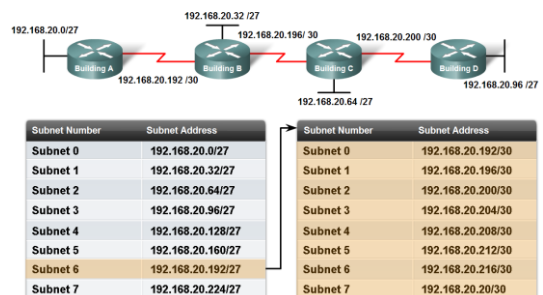 192.168.20.32 /27
192.168.20.0/27
192.168.20.196/ 30
192.168.20.200 /30
Building A
Building B
Building C
Building D
192.168.20.192 /30
192.168.20.96 /27
192.168.20.64 /27
Subnet Number Subnet Address
Subnet 0 192.168.20.0/27
Subnet 1 192.168.20.32/27
Subnet 2 192.168.20.64/27
Subnet 3 192.168.20.96/27
Subnet 4 192.168.20.128/27
Subnet 5 192.168.20.160/27
Subnet 6 192.168.20.192/27
Subnet 7 192.168.20.224/27
Subnet Number Subnet Address
Subnet 0 192.168.20.192/30
Subnet 1 192.168.20.196/30
Subnet 2 192.168.20.200/30
Subnet 3 192.168.20.204/30
Subnet 4 192.168.20.208/30
Subnet 5 192.168.20.212/30
Subnet 6 192.168.20.216/30
Subnet 7 192.168.20.20/30